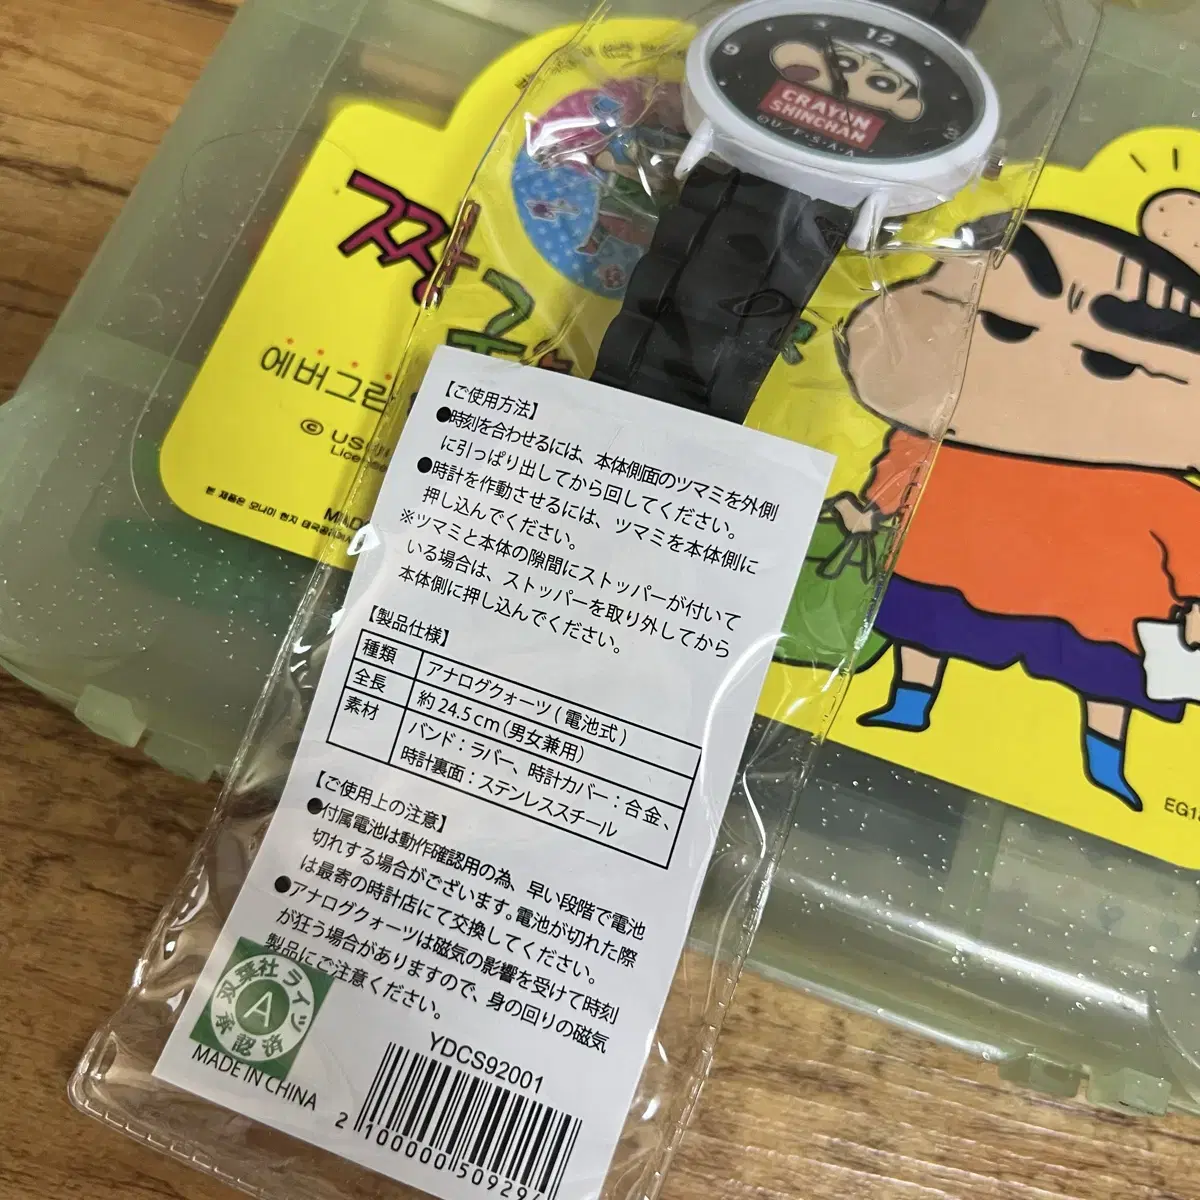 12
9
3
CRAYON
SHINCHAN
짱구
에버그린
©
MAD
EG18
【ご使用方法】
●時刻を合わせるには、本体側面のツマミを外側
に引っぱり出してから回してください。
●時計を作動させるには、ツマミを本体側に
押し込んでください。
※ツマミと本体の隙間にストッパーが付いて
いる場合は、ストッパーを取り外してから
本体側に押し込んでください。
【製品仕様】
種類 アナログクォーツ(電池式)
全長 約24.5cm(男女兼用)
素材 バンド：ラバー、時計カバー：合金、
時計裏面：ステンレススチール
【ご使用上の注意】
●付属電池は動作確認用の為、早い段階で電池
切れする場合がございます。電池が切れた際
は最寄の時計店にて交換してください。
●アナログクォーツは磁気の影響を受けて時刻
が狂う場合がありますので、身の回りの磁気
製品にご注意ください。
双葉社ライツ
A
承認済
MADE IN CHINA
YDCS92001
2 100000 50929